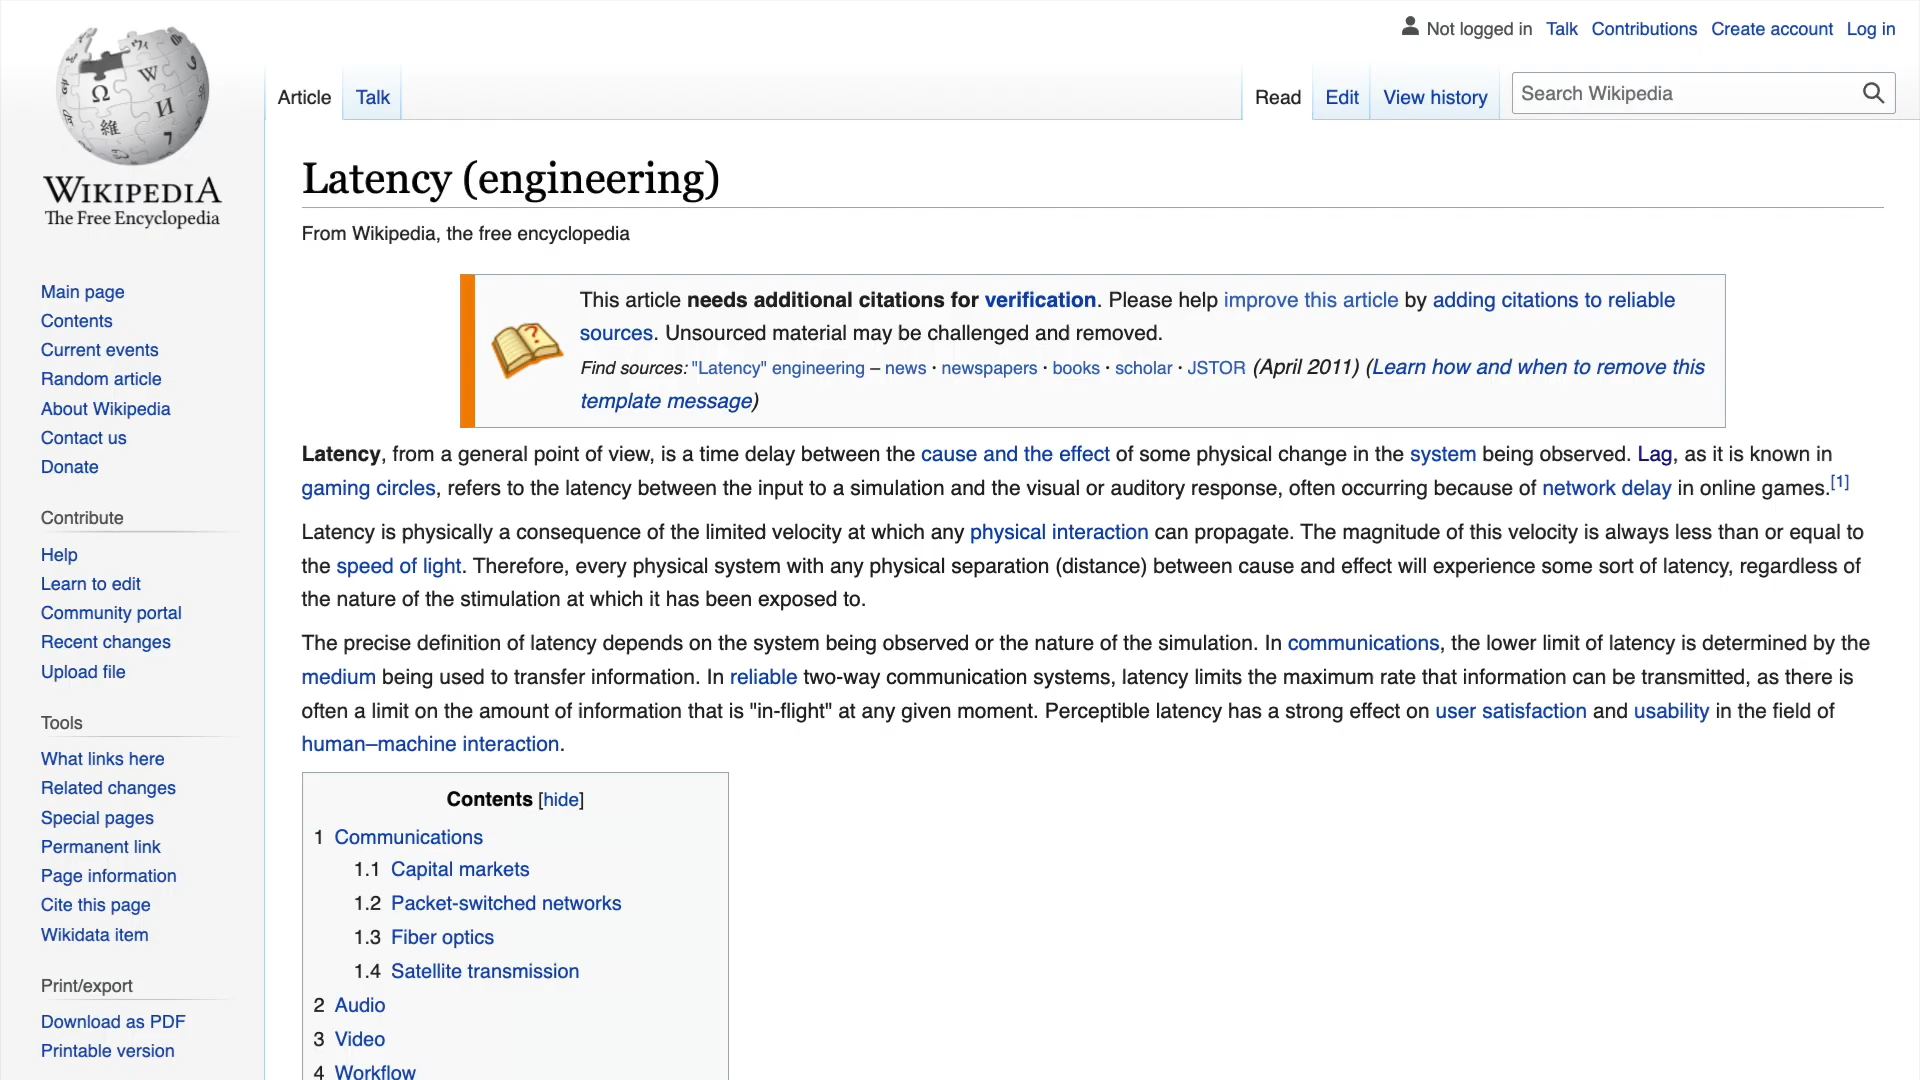 Not logged in Talk Contributions Create account Log in
Article Talk Read Edit View history Search Wikipedia
WIKIPEDIA
The Free Encyclopedia
Main page
Contents
Current events
Random article
About Wikipedia
Contact us
Donate
Contribute
Help
Learn to edit
Community portal
Recent changes
Upload file
Tools
What links here
Related changes
Special pages
Permanent link
Page information
Cite this page
Wikidata item
Print/export
Download as PDF
Printable version
Latency (engineering)
From Wikipedia, the free encyclopedia
This article needs additional citations for verification. Please help improve this article by adding citations to reliable
sources. Unsourced material may be challenged and removed.
Find sources: "Latency" engineering – news · newspapers · books · scholar · JSTOR (April 2011) (Learn how and when to remove this
template message)
Latency, from a general point of view, is a time delay between the cause and the effect of some physical change in the system being observed. Lag, as it is known in
gaming circles, refers to the latency between the input to a simulation and the visual or auditory response, often occurring because of network delay in online games.[1]
Latency is physically a consequence of the limited velocity at which any physical interaction can propagate. The magnitude of this velocity is always less than or equal to
the speed of light. Therefore, every physical system with any physical separation (distance) between cause and effect will experience some sort of latency, regardless of
the nature of the stimulation at which it has been exposed to.
The precise definition of latency depends on the system being observed or the nature of the simulation. In communications, the lower limit of latency is determined by the
medium being used to transfer information. In reliable two-way communication systems, latency limits the maximum rate that information can be transmitted, as there is
often a limit on the amount of information that is "in-flight" at any given moment. Perceptible latency has a strong effect on user satisfaction and usability in the field of
human–machine interaction.
Contents [hide]
1 Communications
1.1 Capital markets
1.2 Packet-switched networks
1.3 Fiber optics
1.4 Satellite transmission
2 Audio
3 Video
4 Workflow